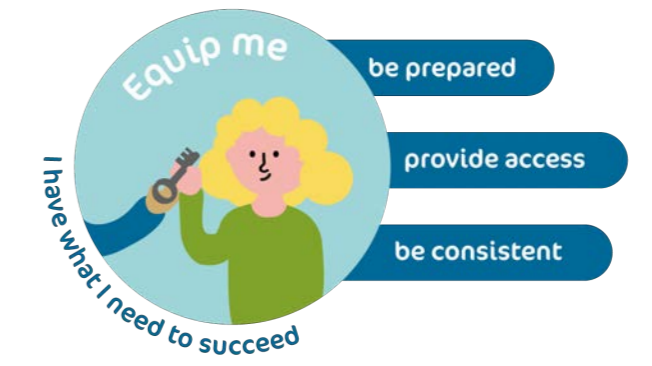 Equip me
be prepared
provide access
be consistent
I have what I need to succeed